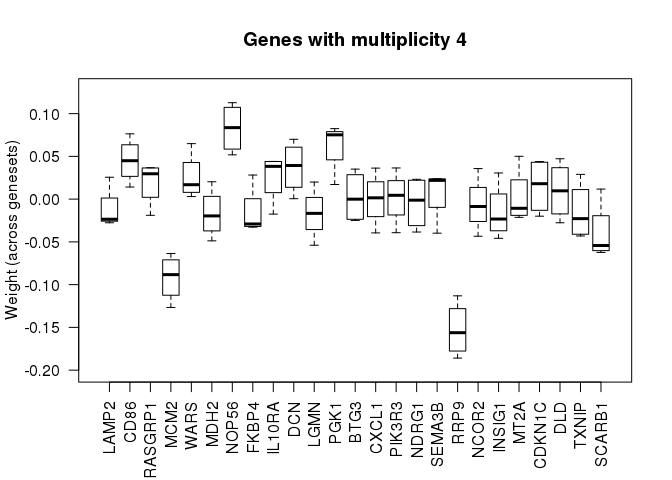 Genes with multiplicity 4
Weight (across genesets)
0.10
0.05
0.00
-0.05
-0.10
-0.15
-0.20
LAMP2
CD86
RASGRP1
MCM2
WARS
MDH2
NOP56
FKBP4
IL10RA
DCN
LGMN
PGK1
BTG3
CXCL1
PIK3R3
NDRG1
SEMA3B
RRP9
NCOR2
INSIG1
MT2A
CDKN1C
DLD
TXNIP
SCARB1